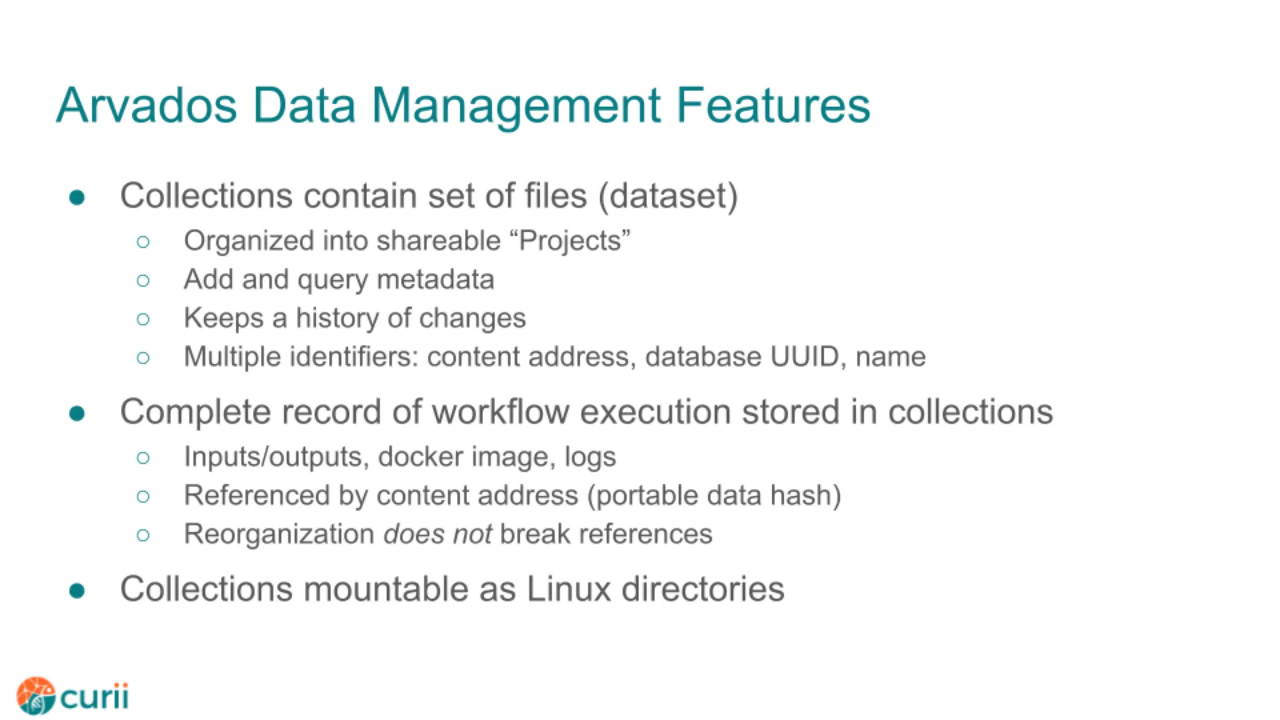 Arvados Data Management Features
● Collections contain set of files (dataset)
○ Organized into shareable “Projects”
○ Add and query metadata
○ Keeps a history of changes
○ Multiple identifiers: content address, database UUID, name
● Complete record of workflow execution stored in collections
○ Inputs/outputs, docker image, logs
○ Referenced by content address (portable data hash)
○ Reorganization does not break references
● Collections mountable as Linux directories
curii